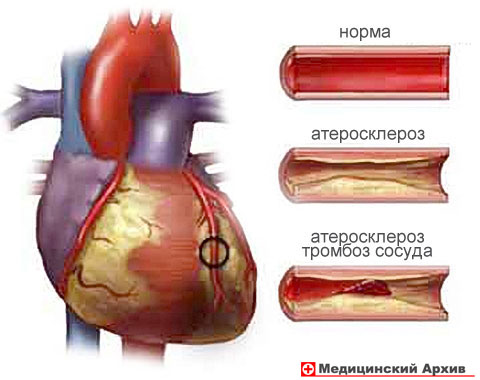 норма
атеросклероз
атеросклероз
тромбоз сосуда
Медицинский Архив